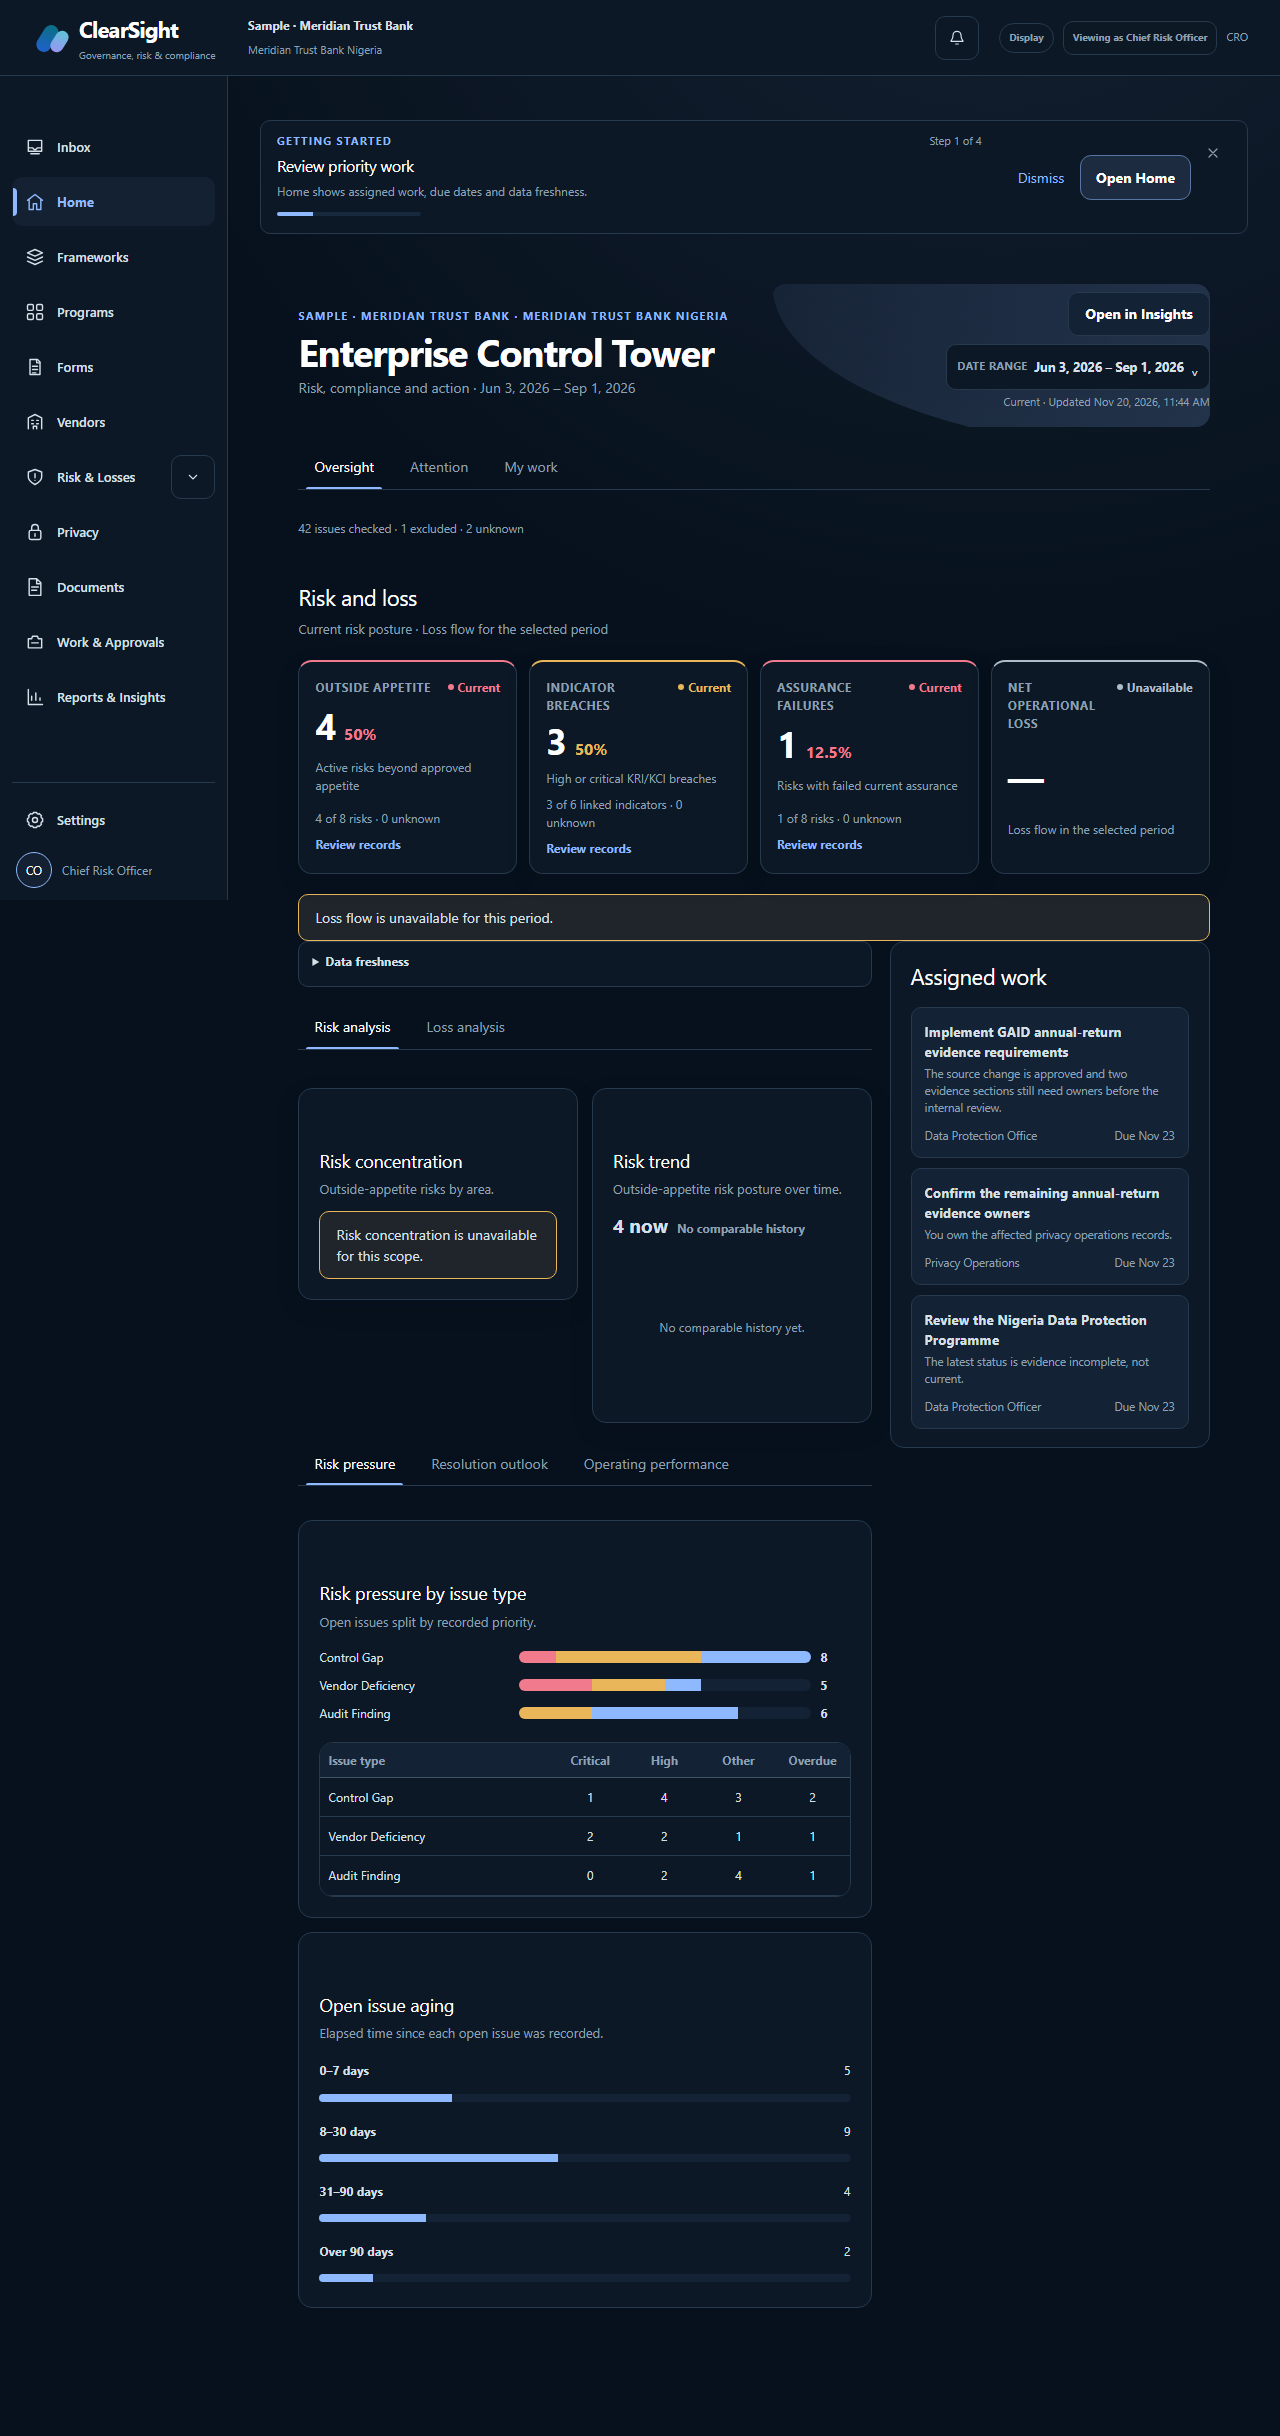 ClearSight
Governance, risk & compliance
Sample · Meridian Trust Bank
Meridian Trust Bank Nigeria
Display
Viewing as Chief Risk Officer
CRO
Inbox
Home
Frameworks
Programs
Forms
Vendors
Risk & Losses
Privacy
Documents
Work & Approvals
Reports & Insights
Settings
CO
Chief Risk Officer
GETTING STARTED
Step 1 of 4
Review priority work
Home shows assigned work, due dates and data freshness.
Dismiss
Open Home
SAMPLE · MERIDIAN TRUST BANK · MERIDIAN TRUST BANK NIGERIA
Enterprise Control Tower
Risk, compliance and action · Jun 3, 2026 – Sep 1, 2026
Open in Insights
DATE RANGE Jun 3, 2026 – Sep 1, 2026
Current · Updated Nov 20, 2026, 11:44 AM
Oversight
Attention
My work
42 issues checked · 1 excluded · 2 unknown
Risk and loss
Current risk posture · Loss flow for the selected period
OUTSIDE APPETITE
Current
4 50%
Active risks beyond approved
appetite
4 of 8 risks · 0 unknown
Review records
INDICATOR
BREACHES
Current
3 50%
High or critical KRI/KCI breaches
3 of 6 linked indicators · 0
unknown
Review records
ASSURANCE
FAILURES
Current
1 12.5%
Risks with failed current assurance
1 of 8 risks · 0 unknown
Review records
NET
OPERATIONAL
LOSS
Unavailable
—
Loss flow in the selected period
Loss flow is unavailable for this period.
Data freshness
Risk analysis
Loss analysis
Risk concentration
Outside-appetite risks by area.
Risk concentration is unavailable
for this scope.
Risk trend
Outside-appetite risk posture over time.
4 now No comparable history
No comparable history yet.
Assigned work
Implement GAID annual-return
evidence requirements
The source change is approved and two
evidence sections still need owners before the
internal review.
Data Protection Office
Due Nov 23
Confirm the remaining annual-return
evidence owners
You own the affected privacy operations records.
Privacy Operations
Due Nov 23
Review the Nigeria Data Protection
Programme
The latest status is evidence incomplete, not
current.
Data Protection Officer
Due Nov 23
Risk pressure
Resolution outlook
Operating performance
Risk pressure by issue type
Open issues split by recorded priority.
Control Gap 8
Vendor Deficiency 5
Audit Finding 6
Issue type Critical High Other Overdue
Control Gap 1 4 3 2
Vendor Deficiency 2 2 1 1
Audit Finding 0 2 4 1
Open issue aging
Elapsed time since each open issue was recorded.
0–7 days 5
8–30 days 9
31–90 days 4
Over 90 days 2